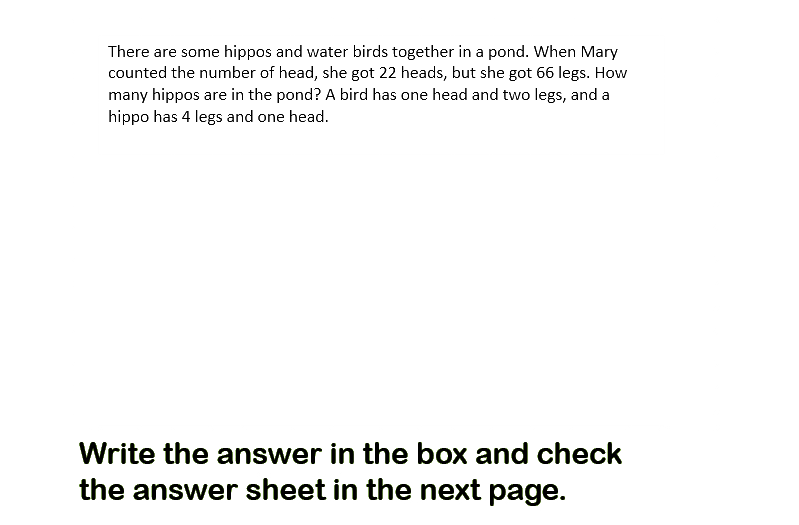 There are some hippos and water birds together in a pond. When Mary
counted the number of head, she got 22 heads, but she got 66 legs. How
many hippos are in the pond? A bird has one head and two legs, and a
hippo has 4 legs and one head.
Write the answer in the box and check
the answer sheet in the next page.